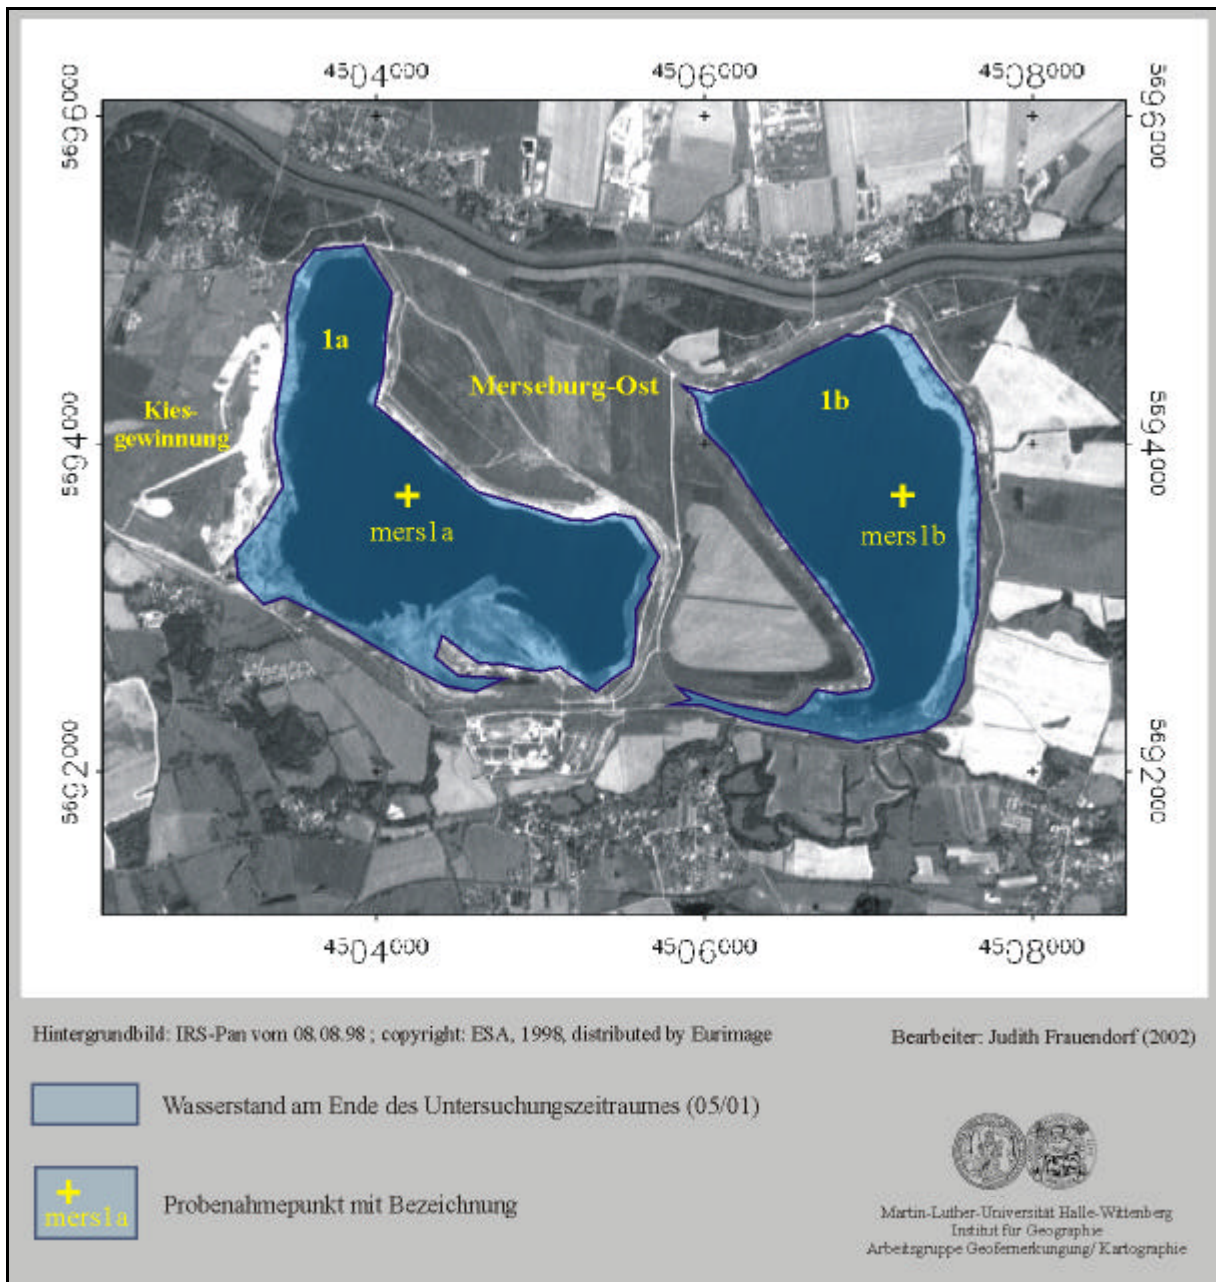 4504000 4506000 4508000
5696000 5696000
1a
Merseburg-Ost
1b
Kies-
gewinnung
5694000 5694000
mers1a
mers1b
5692000 5692000
4504000 4506000 4508000
Hintergrundbild: IRS-Pan vom 08.08.98 ; copyright: ESA, 1998, distributed by Eurimage
Bearbeiter: Judith Frauendorf (2002)
Wasserstand am Ende des Untersuchungszeitraumes (05/01)
mers1a
Probenahmepunkt mit Bezeichnung
Martin-Luther-Universität Halle-Wittenberg
Institut für Geographie
Arbeitsgruppe Geofernerkungung/ Kartographie